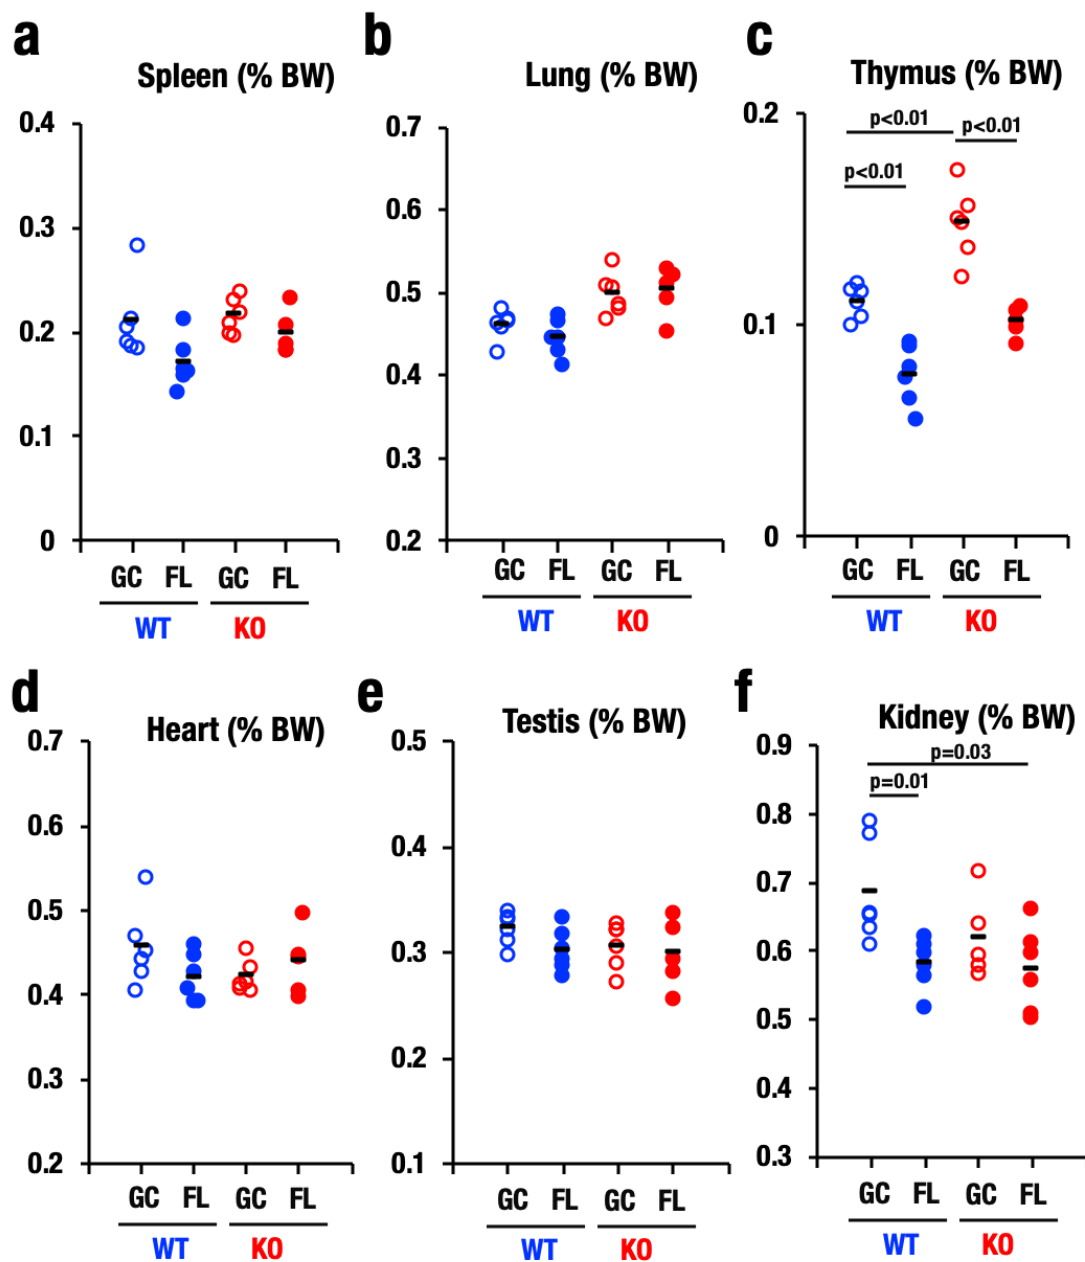 a
Spleen (% BW)
0.4
0.3
0.2
0.1
0
GC FL GC FL
WT KO
b
Lung (% BW)
0.7
0.6
0.5
0.4
0.3
0.2
GC FL GC FL
WT KO
c
Thymus (% BW)
0.2
p<0.01 p<0.01
p<0.01
0.1
0
GC FL GC FL
WT KO
d
Heart (% BW)
0.7
0.6
0.5
0.4
0.3
0.2
GC FL GC FL
WT KO
e
Testis (% BW)
0.5
0.4
0.3
0.2
0.1
GC FL GC FL
WT KO
f
Kidney (% BW)
0.9
p=0.03
p=0.01
0.8
0.7
0.6
0.5
0.4
0.3
GC FL GC FL
WT KO